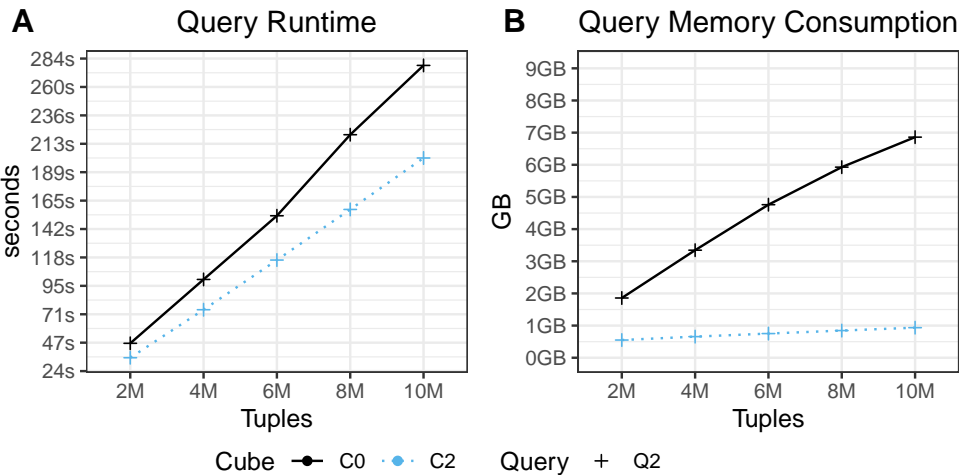 A Query Runtime
seconds
284s
260s
236s
213s
189s
165s
142s
118s
95s
71s
47s
24s
2M 4M 6M 8M 10M
Tuples
B Query Memory Consumption
GB
9GB
8GB
7GB
6GB
5GB
4GB
3GB
2GB
1GB
0GB
2M 4M 6M 8M 10M
Tuples
Cube C0 C2 Query Q2